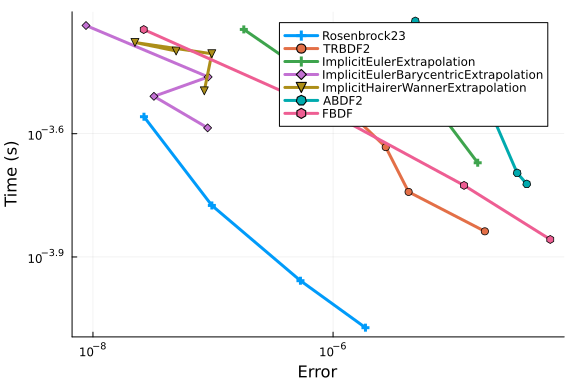 Rosenbrock23
TRBDF2
ImplicitEulerExtrapolation
ImplicitEulerBarycentricExtrapolation
ImplicitHairerWannerExtrapolation
ABDF2
FBDF
Time (s)
10⁻³·⁶
10⁻³·⁹
10⁻⁸
10⁻⁶
Error